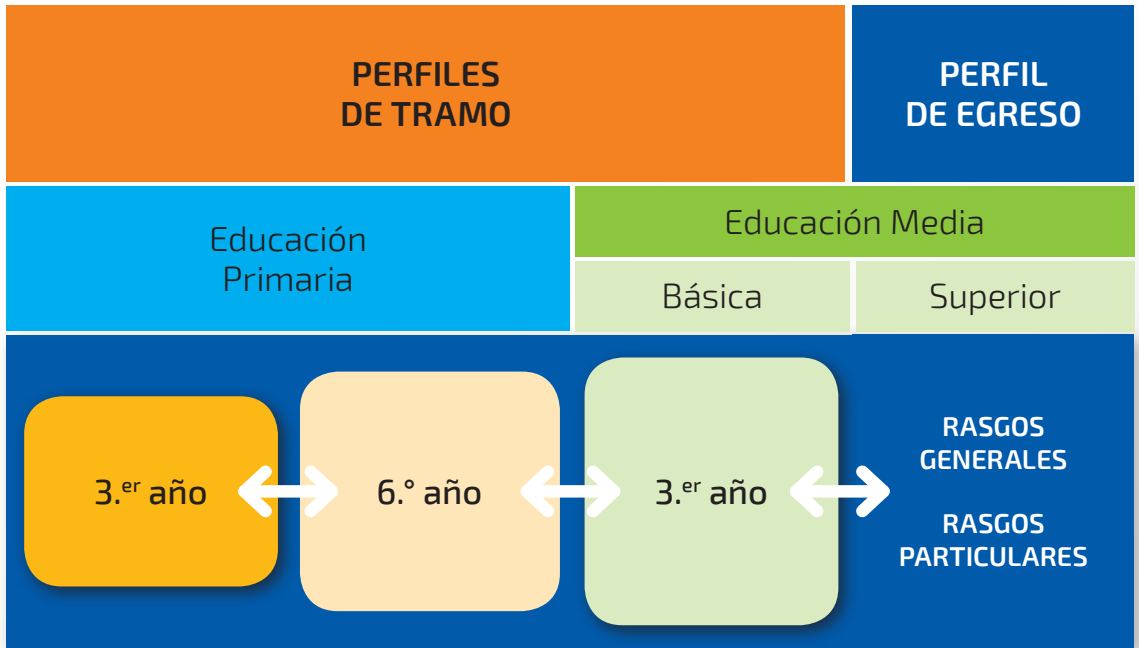 PERFILES
DE TRAMO
PERFIL
DE EGRESO
Educación
Primaria
Educación Media
Básica
Superior
3.er año
6.° año
3.er año
RASGOS
GENERALES
RASGOS
PARTICULARES